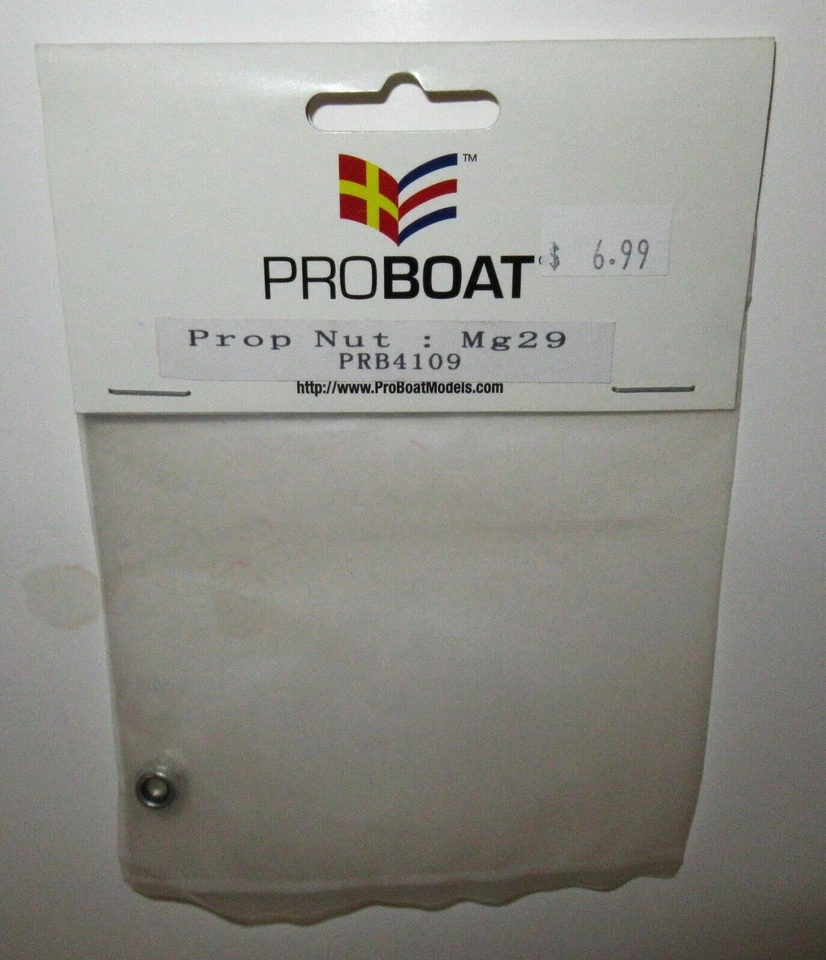 TM
PROBOAT
$ 6.99
Prop Nut : Mg29
PRB4109
http://www.ProBoatModels.com